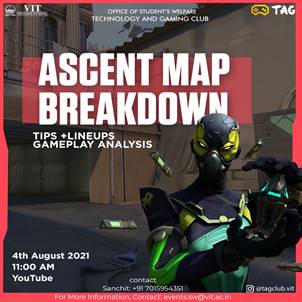 VIT
OFFICE OF STUDENT'S WELFARE
TECHNOLOGY AND GAMING CLUB
TAG
ASCENT MAP
BREAKDOWN
TIPS +LINEUPS
GAMEPLAY ANALYSIS
4th August 2021
11:00 AM
YouTube
contact
Sanchit: +91 7015954351
@tagclub.vit
For More Information, Contact: events.sw@vit.ac.in